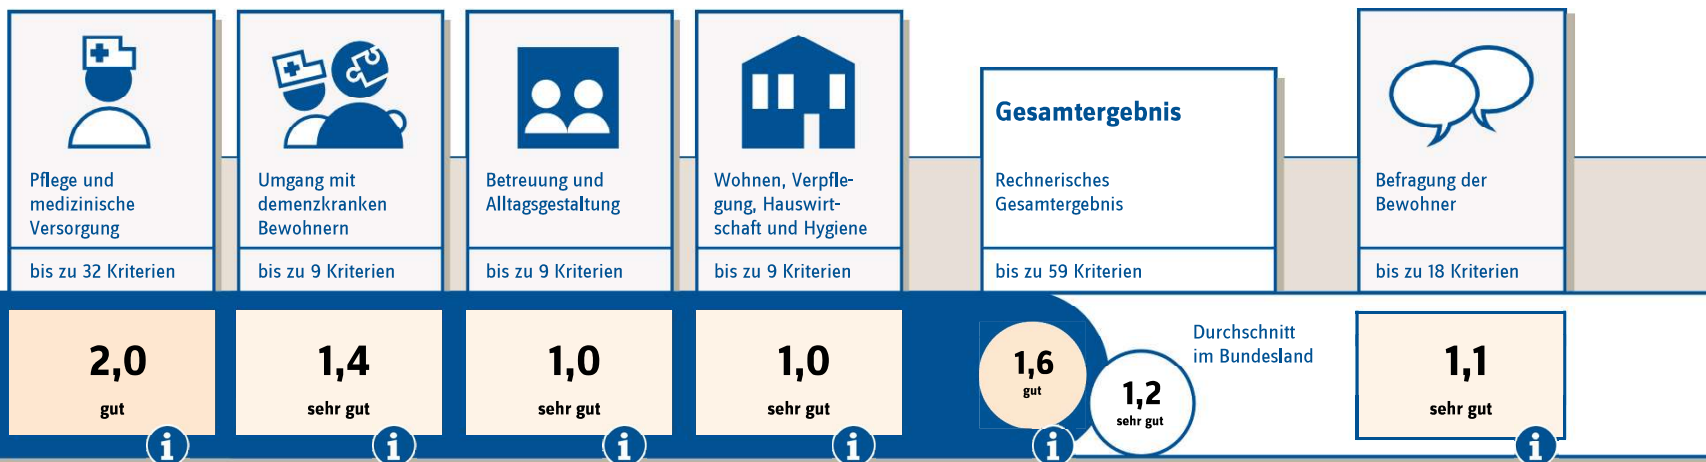 Pflege und
medizinische
Versorgung
bis zu 32 Kriterien
2,0
gut
i
Umgang mit
demenzkranken
Bewohnern
bis zu 9 Kriterien
1,4
sehr gut
i
Betreuung und
Alltagsgestaltung
bis zu 9 Kriterien
1,0
sehr gut
i
Wohnen, Verpfle-
gung, Hauswirt-
schaft und Hygiene
bis zu 9 Kriterien
1,0
sehr gut
i
Gesamtergebnis
Rechnerisches
Gesamtergebnis
bis zu 59 Kriterien
1,6
gut
i
Durchschnitt
im Bundesland
1,2
sehr gut
Befragung der
Bewohner
bis zu 18 Kriterien
1,1
sehr gut
i